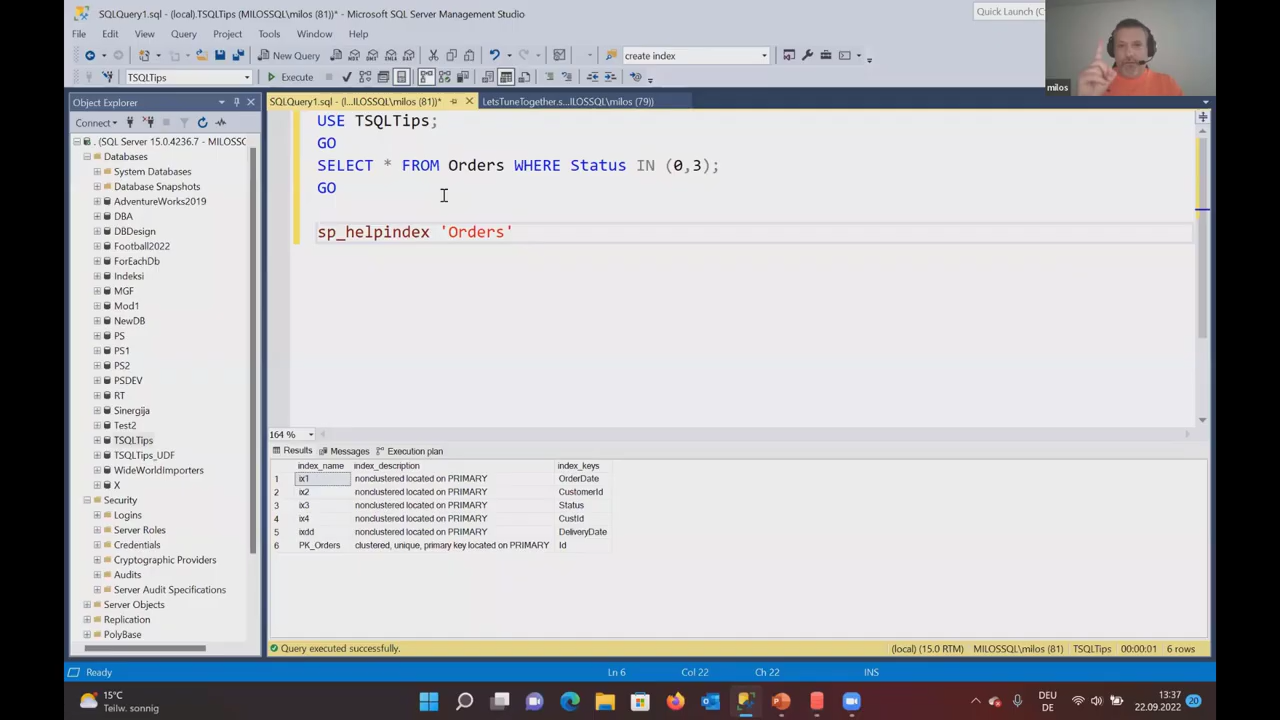 SQLQuery1.sql - (local).TSQLTips (MILOSSQL\milos (81))* - Microsoft SQL Server Management Studio
Quick Launch (C
File Edit View Query Project Tools Window Help
New Query
create index
TSQLTips
Execute
milos
Object Explorer
SQLQuery1.sql - (l...ILOSSQL\milos (81))*
LetsTuneTogether.s...ILOSSQL\milos (79))
Connect
. (SQL Server 15.0.4236.7 - MILOSSC
Databases
System Databases
Database Snapshots
AdventureWorks2019
DBA
DBDesign
Football2022
ForEachDb
Indeksi
MGF
Mod1
NewDB
PS
PS1
PS2
PSDEV
RT
Sinergija
Test2
TSQLTips
TSQLTips_UDF
WideWorldImporters
X
Security
Logins
Server Roles
Credentials
Cryptographic Providers
Audits
Server Audit Specifications
Server Objects
Replication
PolyBase
USE TSQLTips;
GO
SELECT * FROM Orders WHERE Status IN (0,3);
GO
sp_helpindex 'Orders'
164 %
Results Messages Execution plan
index_name index_description index_keys
1 ix1 nonclustered located on PRIMARY OrderDate
2 ix2 nonclustered located on PRIMARY CustomerId
3 ix3 nonclustered located on PRIMARY Status
4 ix4 nonclustered located on PRIMARY CustId
5 ixdd nonclustered located on PRIMARY DeliveryDate
6 PK_Orders clustered, unique, primary key located on PRIMARY Id
Query executed successfully.
(local) (15.0 RTM) MILOSSQL\milos (81) TSQLTips 00:00:01 6 rows
Ready
Ln 6 Col 22 Ch 22 INS
15°C
Teilw. sonnig
DEU
DE
13:37
22.09.2022
20